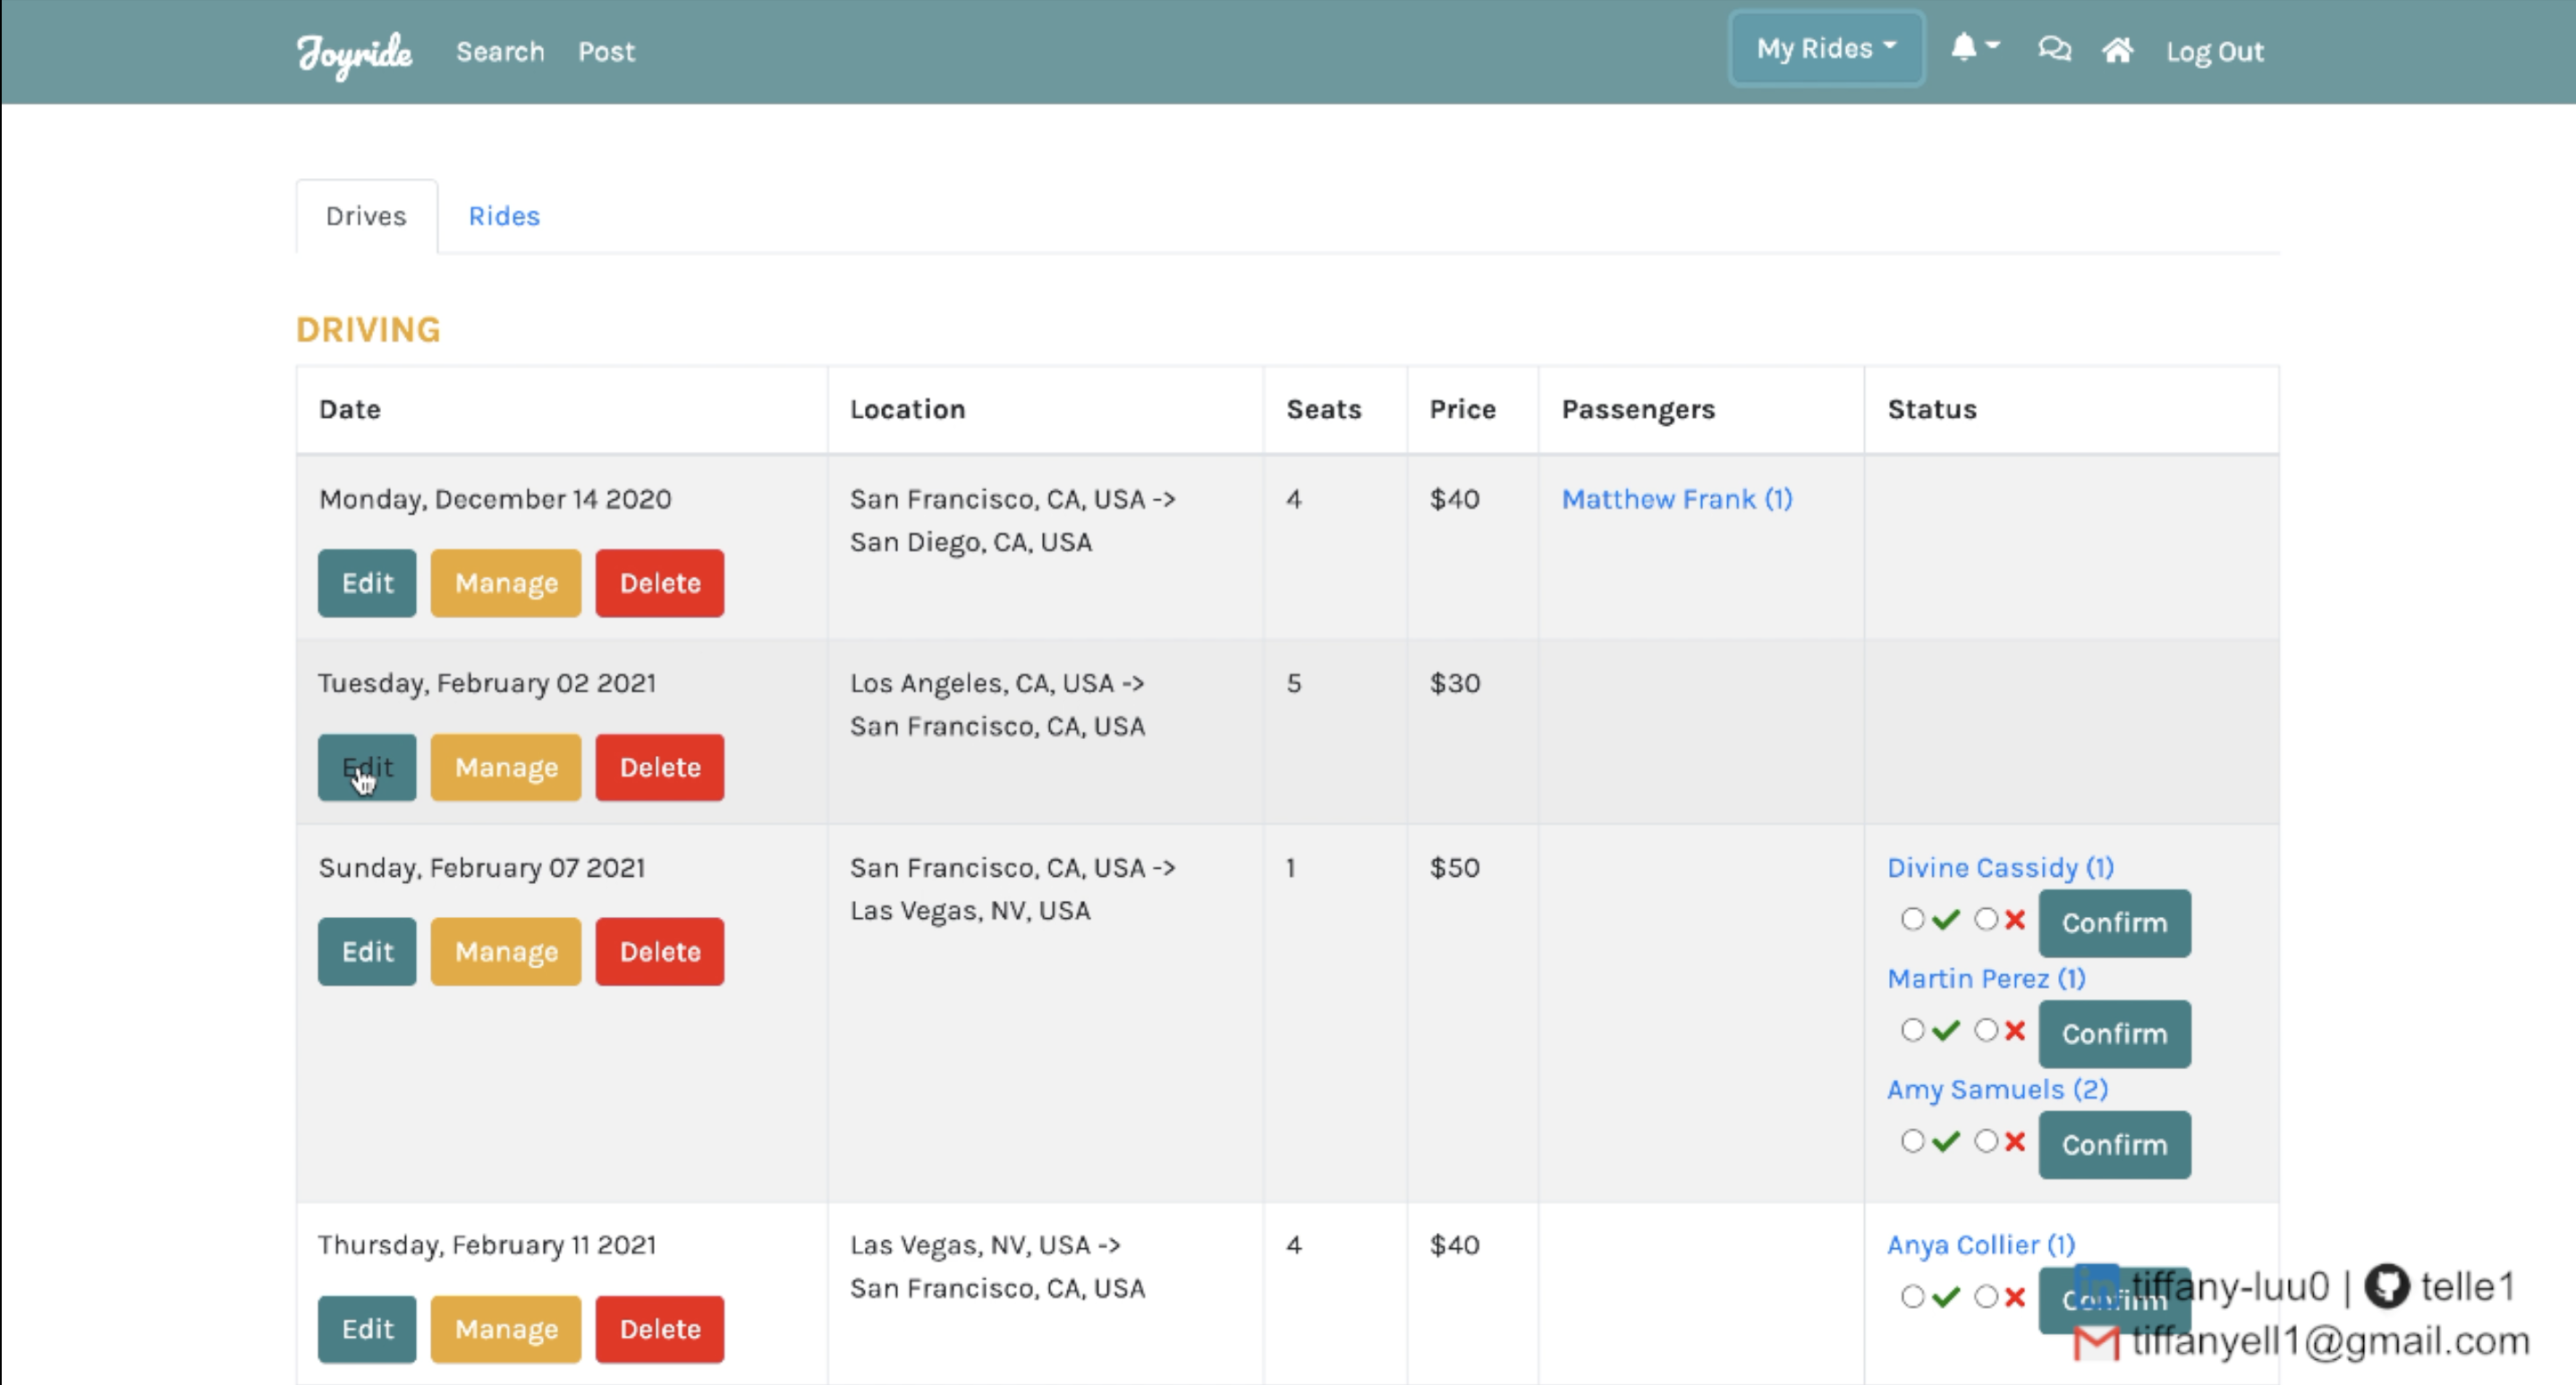 Joyride Search Post My Rides Log Out
Drives Rides
DRIVING
Date Location Seats Price Passengers Status
Monday, December 14 2020 San Francisco, CA, USA -> 4 $40 Matthew Frank (1)
San Diego, CA, USA
Edit Manage Delete
Tuesday, February 02 2021 Los Angeles, CA, USA -> 5 $30
San Francisco, CA, USA
Edit Manage Delete
Sunday, February 07 2021 San Francisco, CA, USA -> 1 $50 Divine Cassidy (1)
Las Vegas, NV, USA Confirm
Edit Manage Delete
Martin Perez (1)
Confirm
Amy Samuels (2)
Confirm
Thursday, February 11 2021 Las Vegas, NV, USA -> 4 $40 Anya Collier (1)
San Francisco, CA, USA Confirm
Edit Manage Delete
in tiffany-luu0 | telle1
tiffanyell1@gmail.com